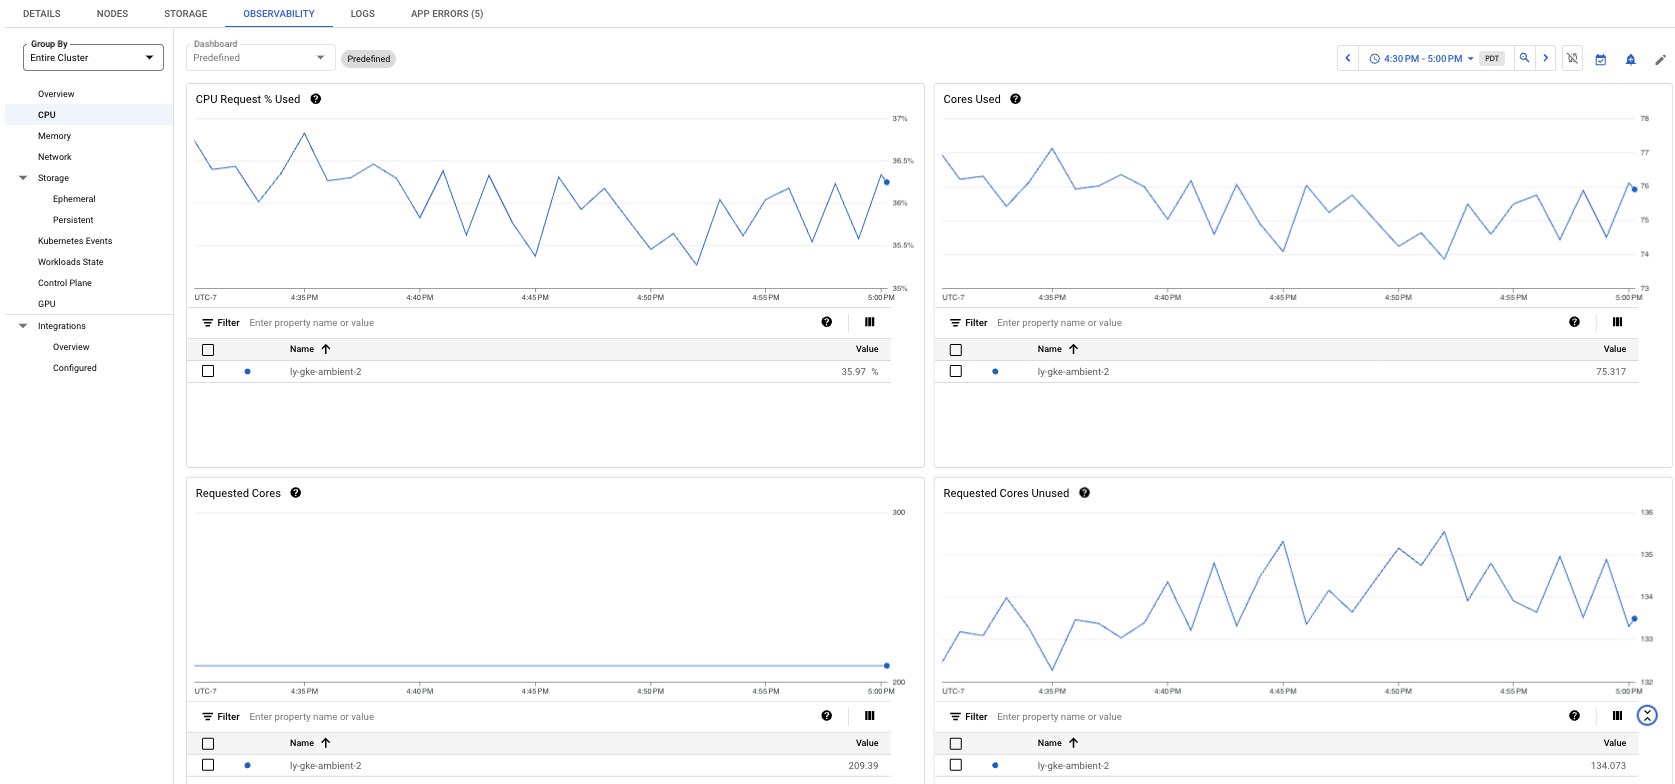 DETAILS NODES STORAGE OBSERVABILITY LOGS APP ERRORS (5)
Group By
Entire Cluster
Overview
CPU
Memory
Network
Storage
Ephemeral
Persistent
Kubernetes Events
Workloads State
Control Plane
GPU
Integrations
Overview
Configured
Dashboard
Predefined
Predefined
4:30 PM - 5:00 PM PDT
CPU Request % Used
37%
36.5%
36%
35.5%
35%
UTC-7 4:35 PM 4:40 PM 4:45 PM 4:50 PM 4:55 PM 5:00 PM
Filter Enter property name or value
Name Value
ly-gke-ambient-2 35.97 %
Cores Used
78
77
76
75
74
73
UTC-7 4:35 PM 4:40 PM 4:45 PM 4:50 PM 4:55 PM 5:00 PM
Filter Enter property name or value
Name Value
ly-gke-ambient-2 75.317
Requested Cores
300
200
UTC-7 4:35 PM 4:40 PM 4:45 PM 4:50 PM 4:55 PM 5:00 PM
Filter Enter property name or value
Name Value
ly-gke-ambient-2 209.39
Requested Cores Unused
136
135
134
133
132
UTC-7 4:35 PM 4:40 PM 4:45 PM 4:50 PM 4:55 PM 5:00 PM
Filter Enter property name or value
Name Value
ly-gke-ambient-2 134.073